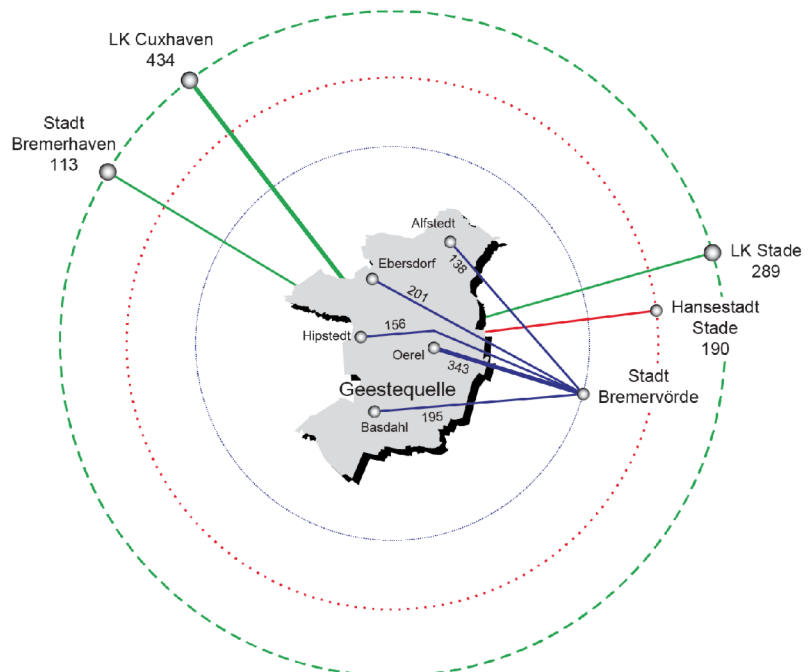 LK Cuxhaven
434
Stadt
Bremerhaven
113
Alfstedt
138
LK Stade
289
Ebersdorf
201
Hansestadt
Stade
190
156
Hipstedt
Oerel
343
Stadt
Bremervörde
Geestequelle
195
Basdahl